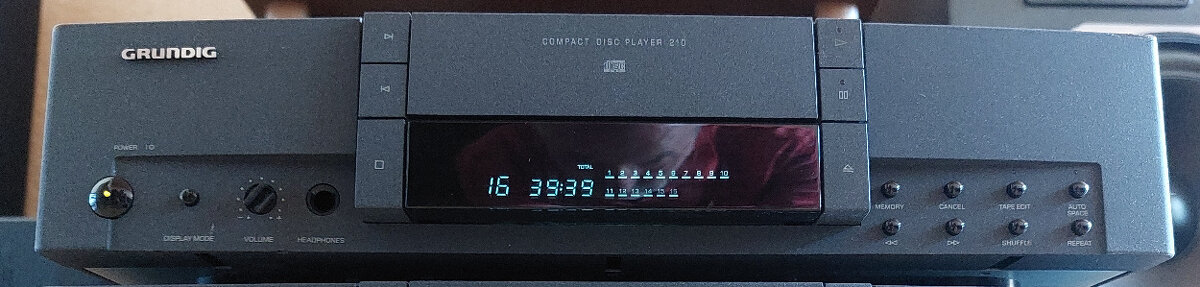 GRUNDIG
COMPACT DISC PLAYER 210
POWER I O
TOTAL
16 39:39
1 2 3 4 5 6 7 8 9 10
11 12 13 14 15 16
DISPLAY MODE
VOLUME
HEADPHONES
MEMORY
CANCEL
TAPE EDIT
AUTO
SPACE
SHUFFLE
REPEAT